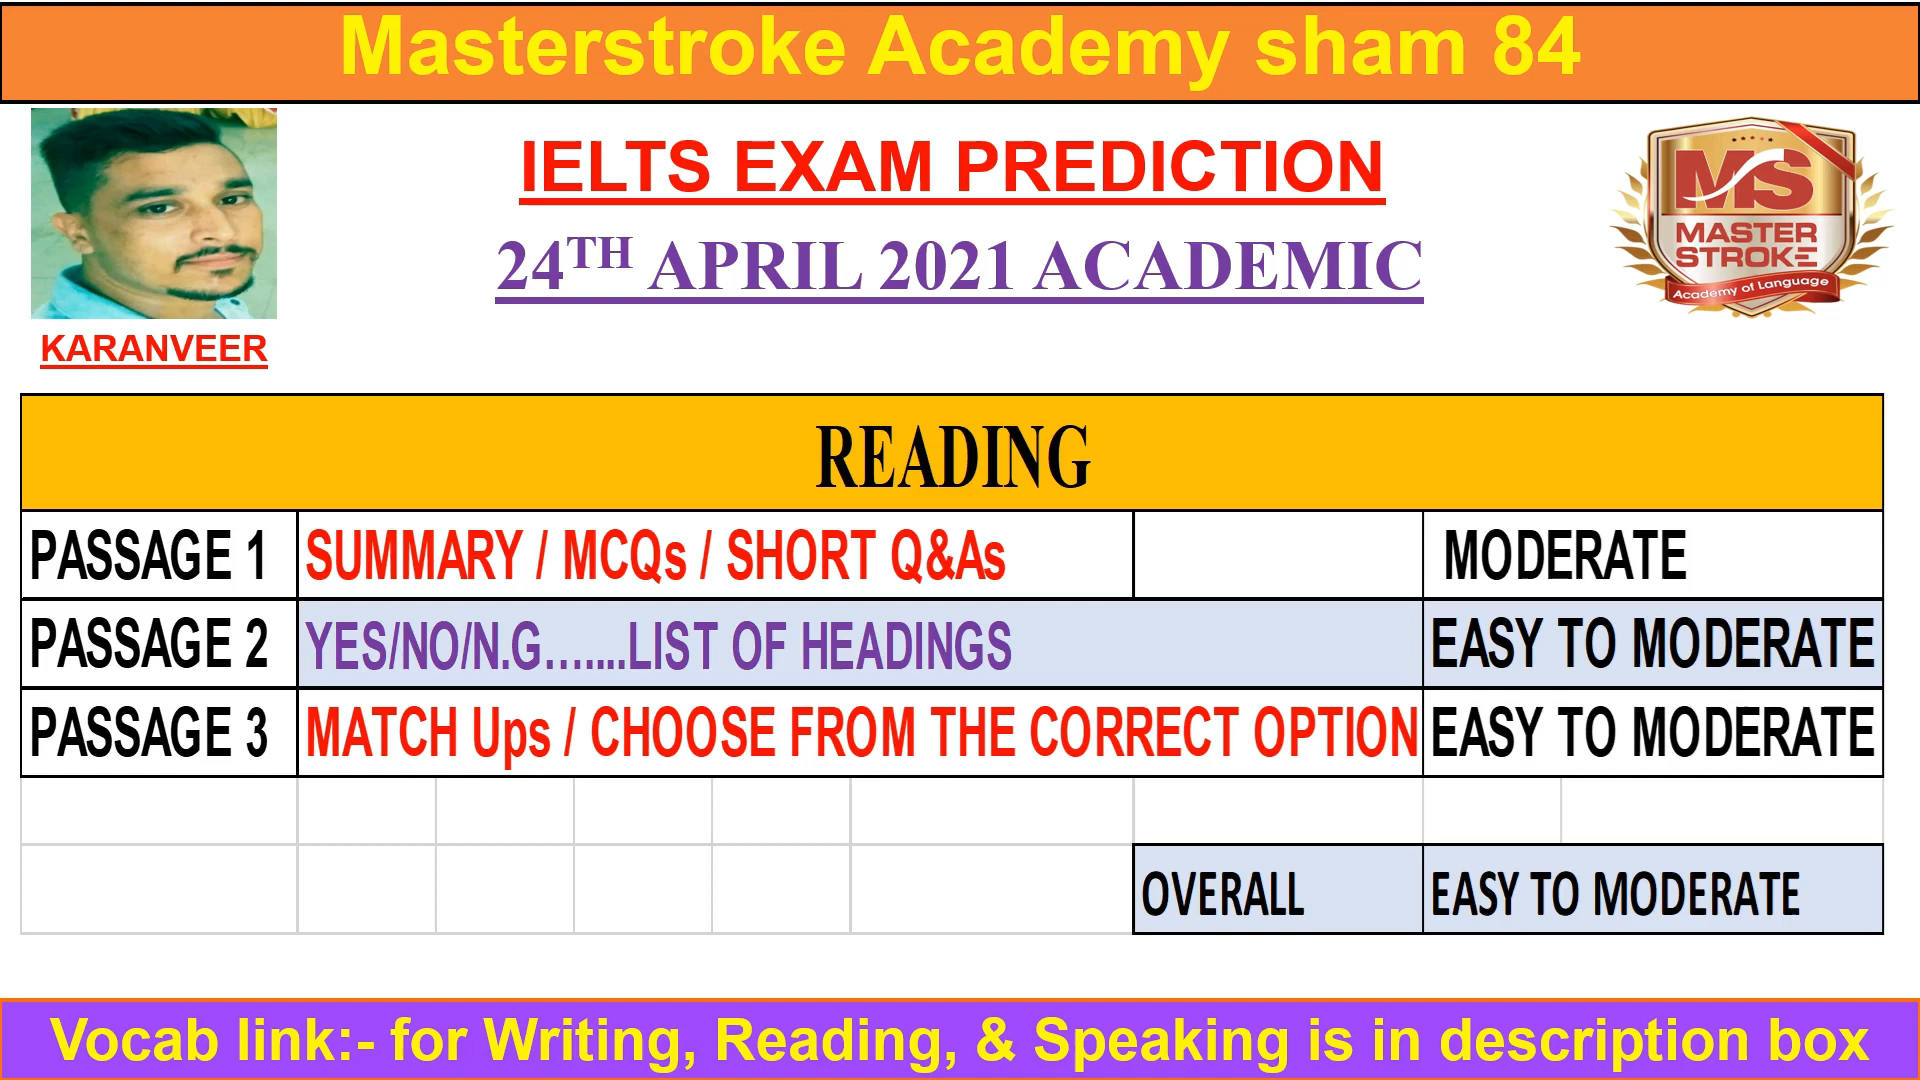 Masterstroke Academy sham 84
IELTS EXAM PREDICTION
24TH APRIL 2021 ACADEMIC
MS
MASTER
STROKE
Academy of Language
KARANVEER
READING
PASSAGE 1 SUMMARY / MCQs / SHORT Q&As MODERATE
PASSAGE 2 YES/NO/N.G…....LIST OF HEADINGS EASY TO MODERATE
PASSAGE 3 MATCH Ups / CHOOSE FROM THE CORRECT OPTION EASY TO MODERATE
OVERALL EASY TO MODERATE
Vocab link:- for Writing, Reading, & Speaking is in description box